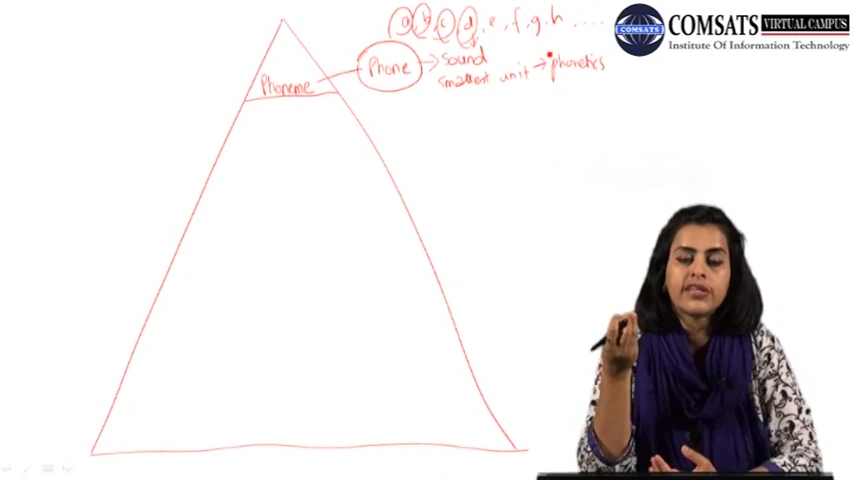 a, b, c, d, e, f, g, h ....
Phone → sound
Phoneme
smallest unit → phonetics
COMSATS VIRTUAL CAMPUS
Institute Of Information Technology
COMSATS